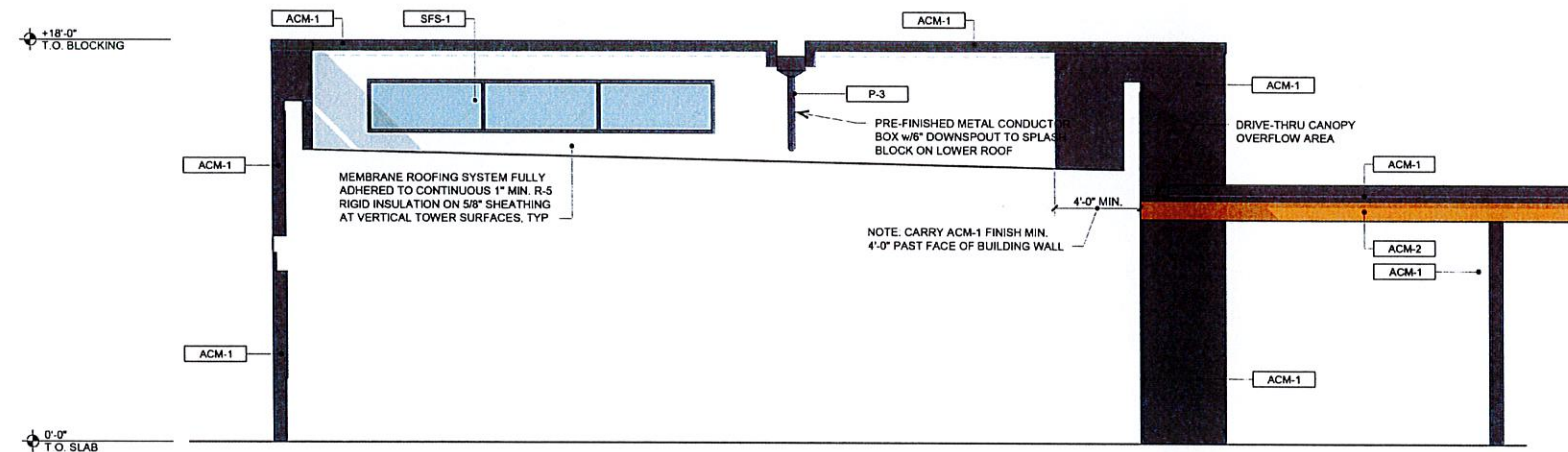 ACM-1
SFS-1
ACM-1
+18'-0"
T.O. BLOCKING
ACM-1
P-3
PRE-FINISHED METAL CONDUCTOR
BOX w/6" DOWNSPOUT TO SPLASH
BLOCK ON LOWER ROOF
DRIVE-THRU CANOPY
OVERFLOW AREA
ACM-1
ACM-1
MEMBRANE ROOFING SYSTEM FULLY
ADHERED TO CONTINUOUS 1" MIN. R-5
RIGID INSULATION ON 5/8" SHEATHING
AT VERTICAL TOWER SURFACES, TYP
4'-0" MIN.
NOTE. CARRY ACM-1 FINISH MIN.
4'-0" PAST FACE OF BUILDING WALL
ACM-2
ACM-1
ACM-1
ACM-1
0'-0"
T.O. SLAB